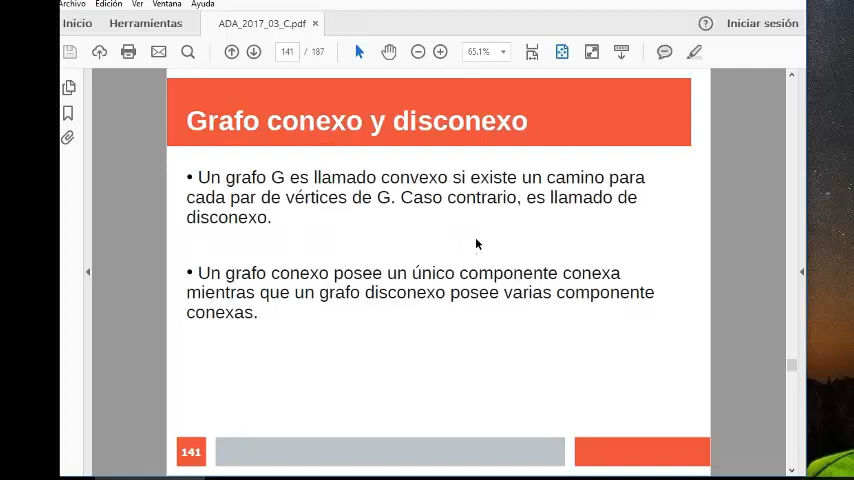 Archivo Edición Ver Ventana Ayuda
Inicio Herramientas ADA_2017_03_C.pdf × ? Iniciar sesión
141 / 187 65.1%
Grafo conexo y disconexo
• Un grafo G es llamado convexo si existe un camino para
cada par de vértices de G. Caso contrario, es llamado de
disconexo.
• Un grafo conexo posee un único componente conexa
mientras que un grafo disconexo posee varias componente
conexas.
141